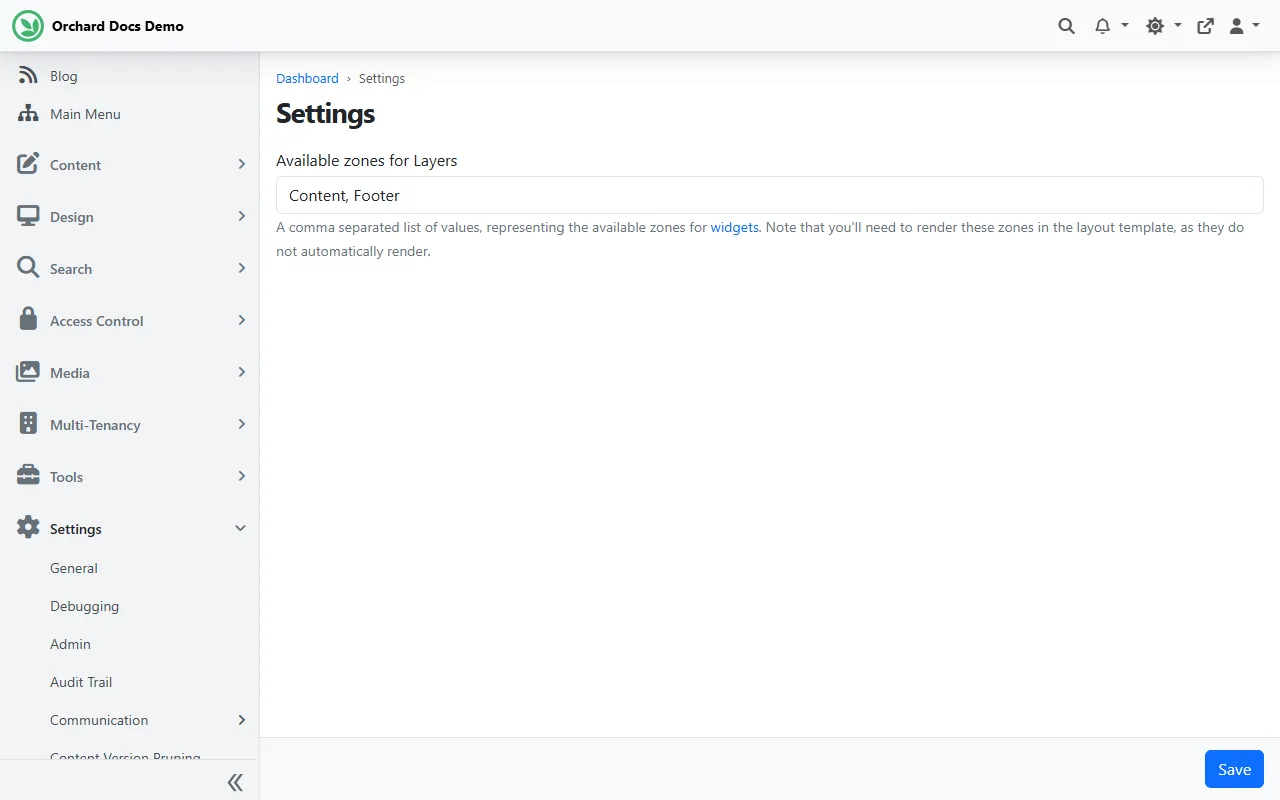 Orchard Docs Demo
Blog
Main Menu
Content
Design
Search
Access Control
Media
Multi-Tenancy
Tools
Settings
General
Debugging
Admin
Audit Trail
Communication
Content Version Pruning
Dashboard › Settings
Settings
Available zones for Layers
Content, Footer
A comma separated list of values, representing the available zones for widgets. Note that you'll need to render these zones in the layout template, as they do
not automatically render.
Save